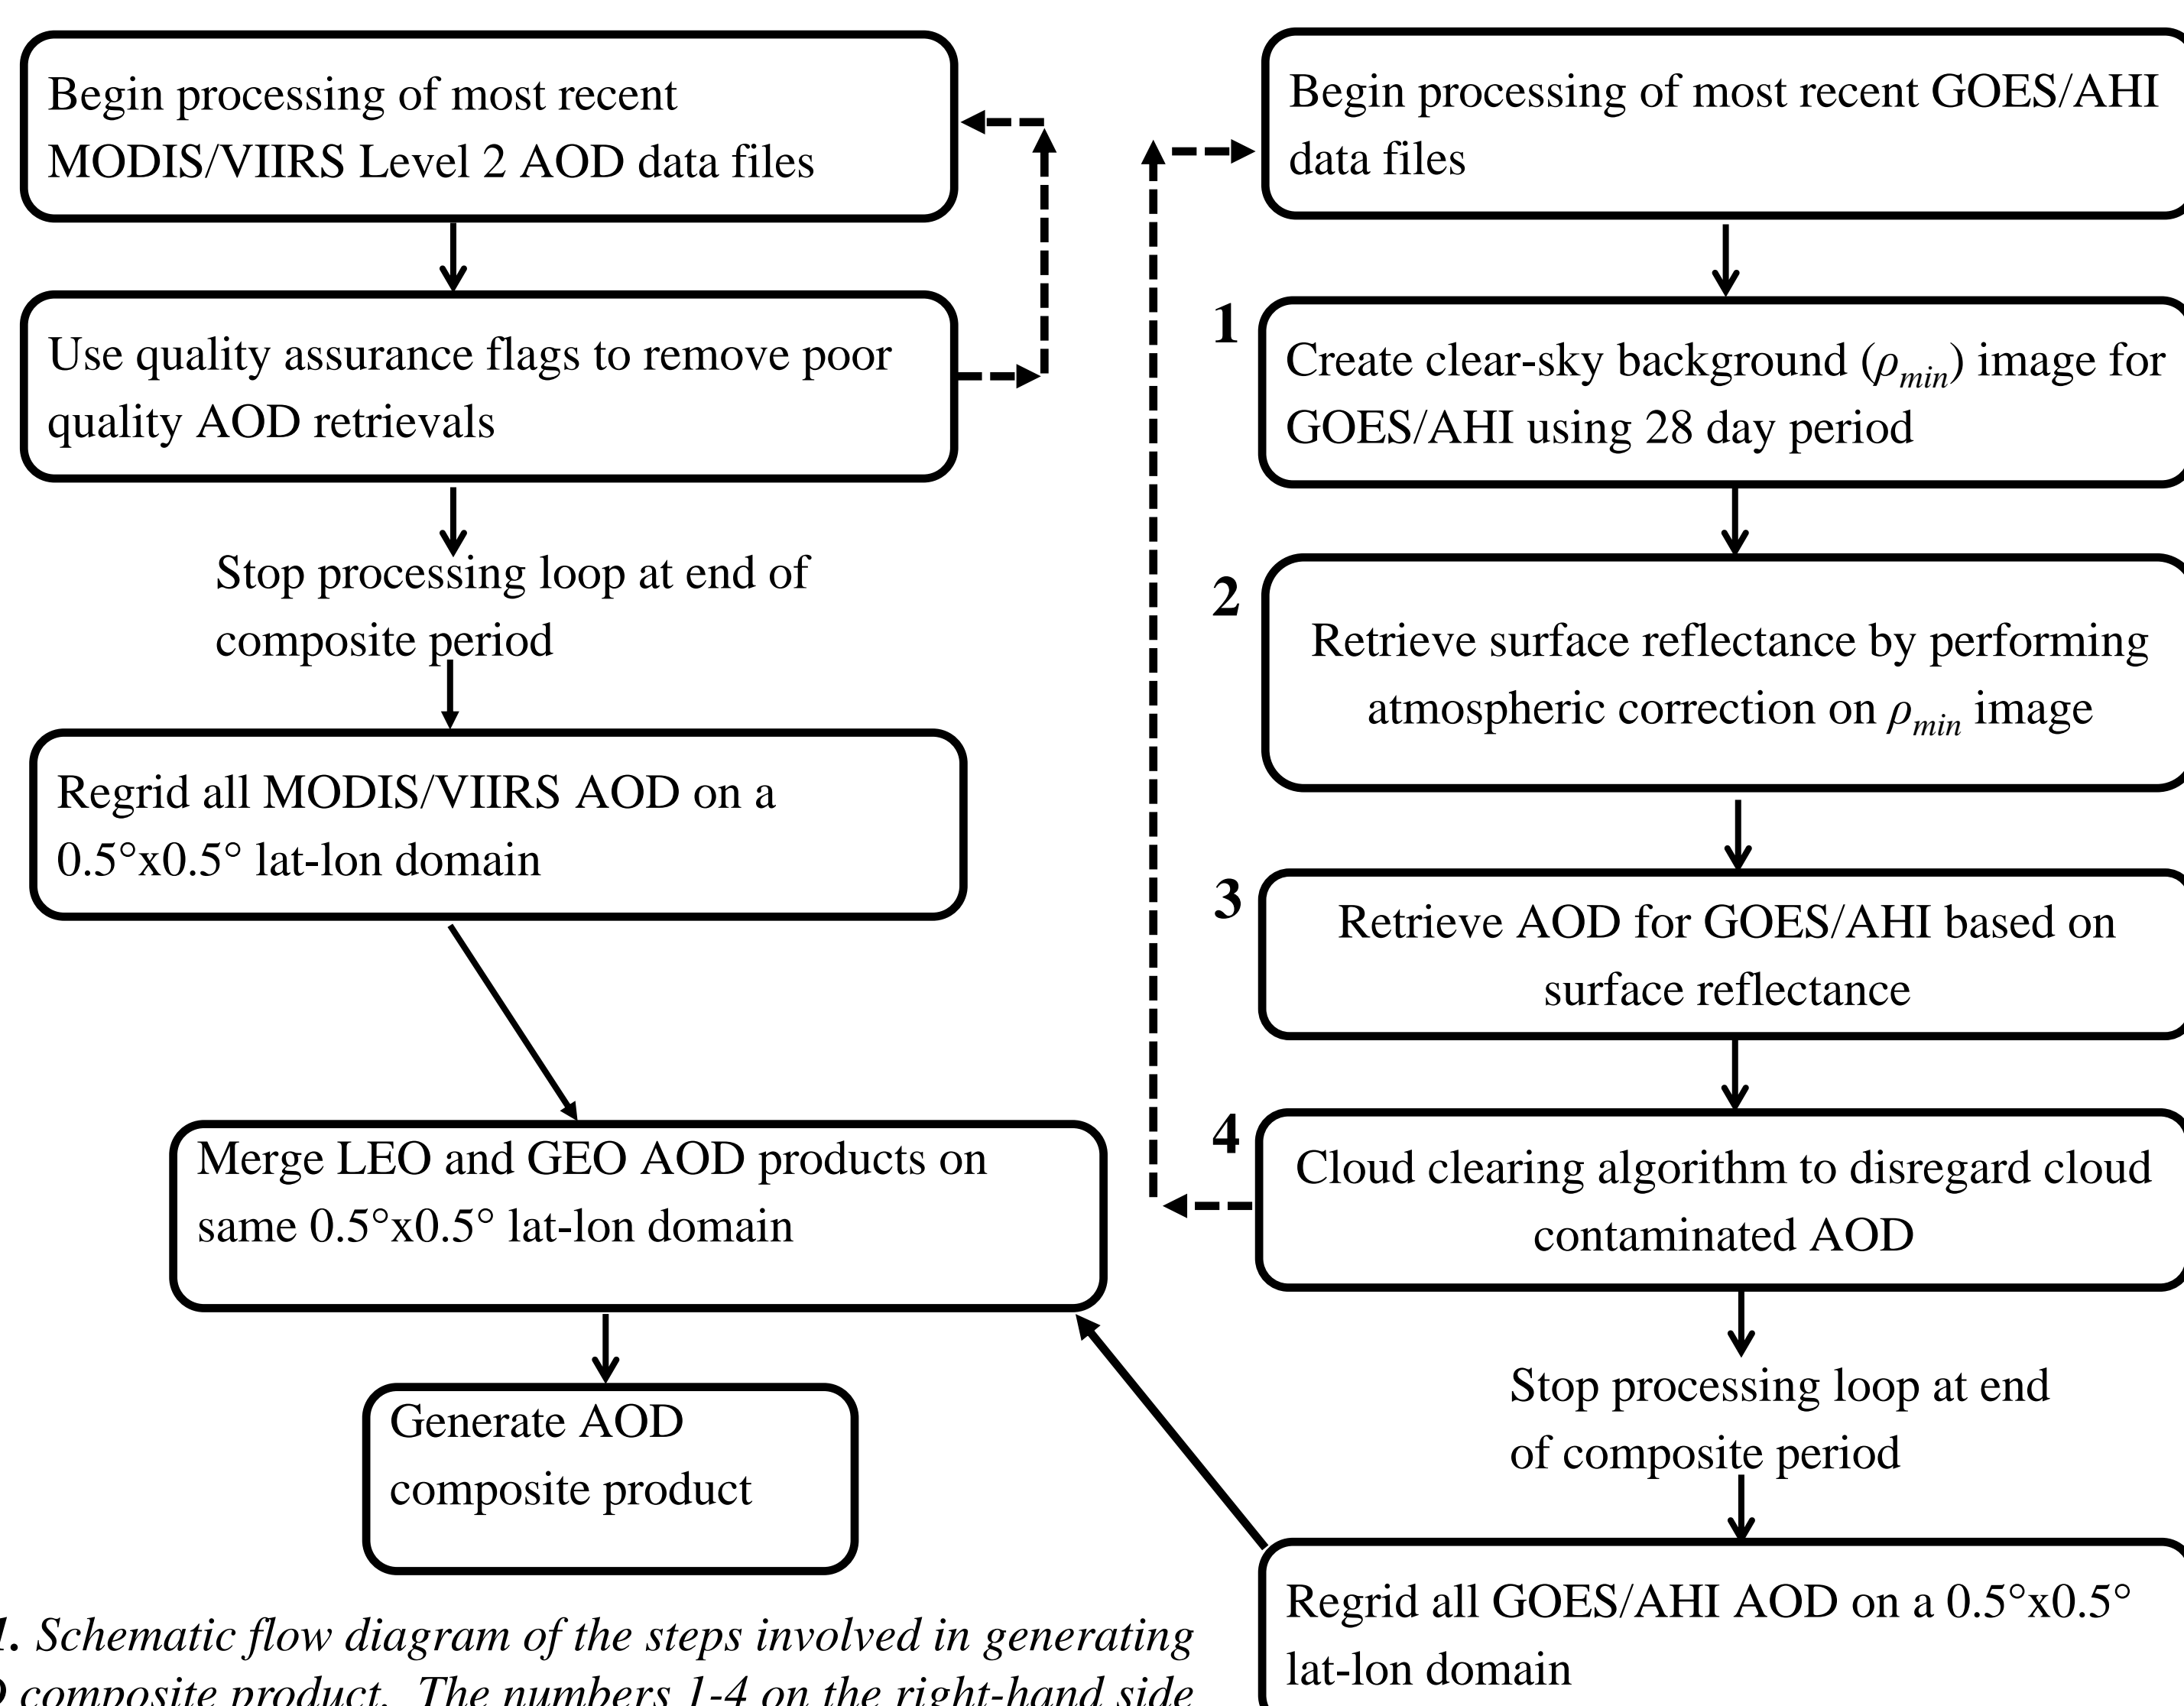 Begin processing of most recent
MODIS/VIIRS Level 2 AOD data files
Use quality assurance flags to remove poor
quality AOD retrievals
Stop processing loop at end of
composite period
Regrid all MODIS/VIIRS AOD on a
0.5°x0.5° lat-lon domain
Merge LEO and GEO AOD products on
same 0.5°x0.5° lat-lon domain
Generate AOD
composite product
Begin processing of most recent GOES/AHI
data files
1
Create clear-sky background (ρmin) image for
GOES/AHI using 28 day period
2
Retrieve surface reflectance by performing
atmospheric correction on ρmin image
3
Retrieve AOD for GOES/AHI based on
surface reflectance
4
Cloud clearing algorithm to disregard cloud
contaminated AOD
Stop processing loop at end
of composite period
Regrid all GOES/AHI AOD on a 0.5°x0.5°
lat-lon domain
1. Schematic flow diagram of the steps involved in generating
composite product. The numbers 1-4 on the right-hand side